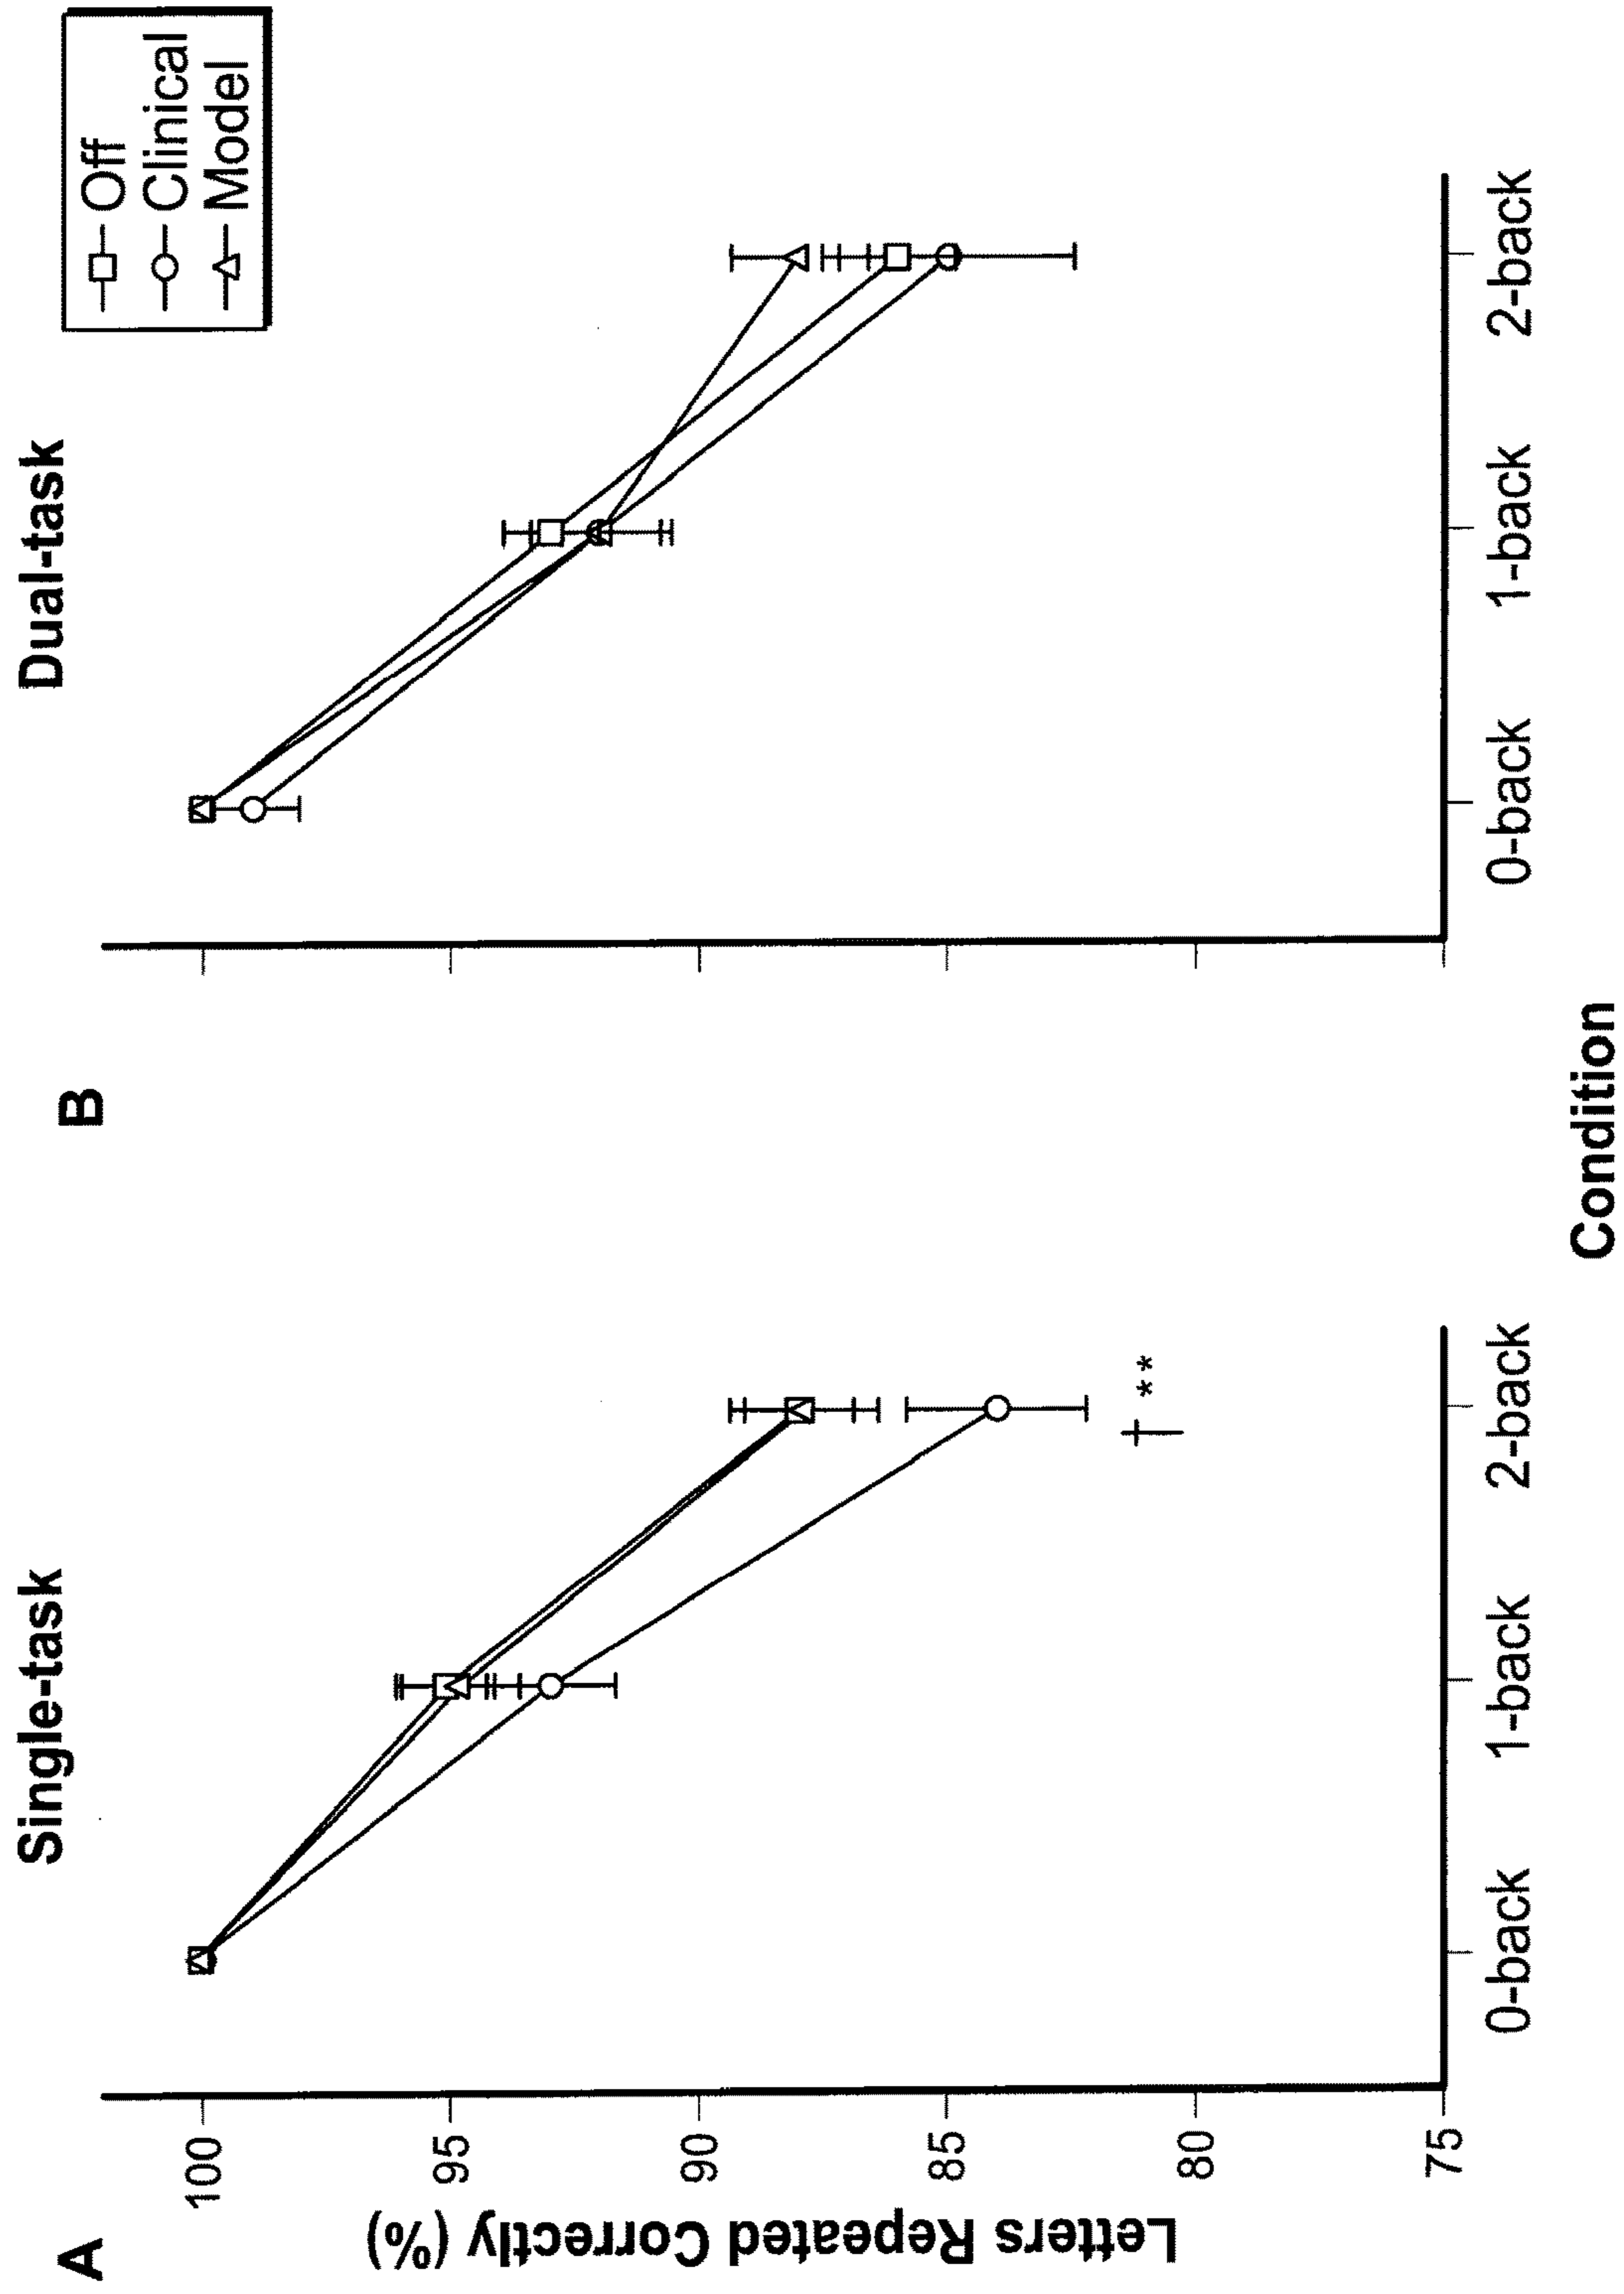 A
Single-task
Letters Repeated Correctly (%)
100
95
90
85
80
75
0-back
1-back
2-back
†**
B
Dual-task
Off
Clinical
Model
0-back
1-back
2-back
Condition